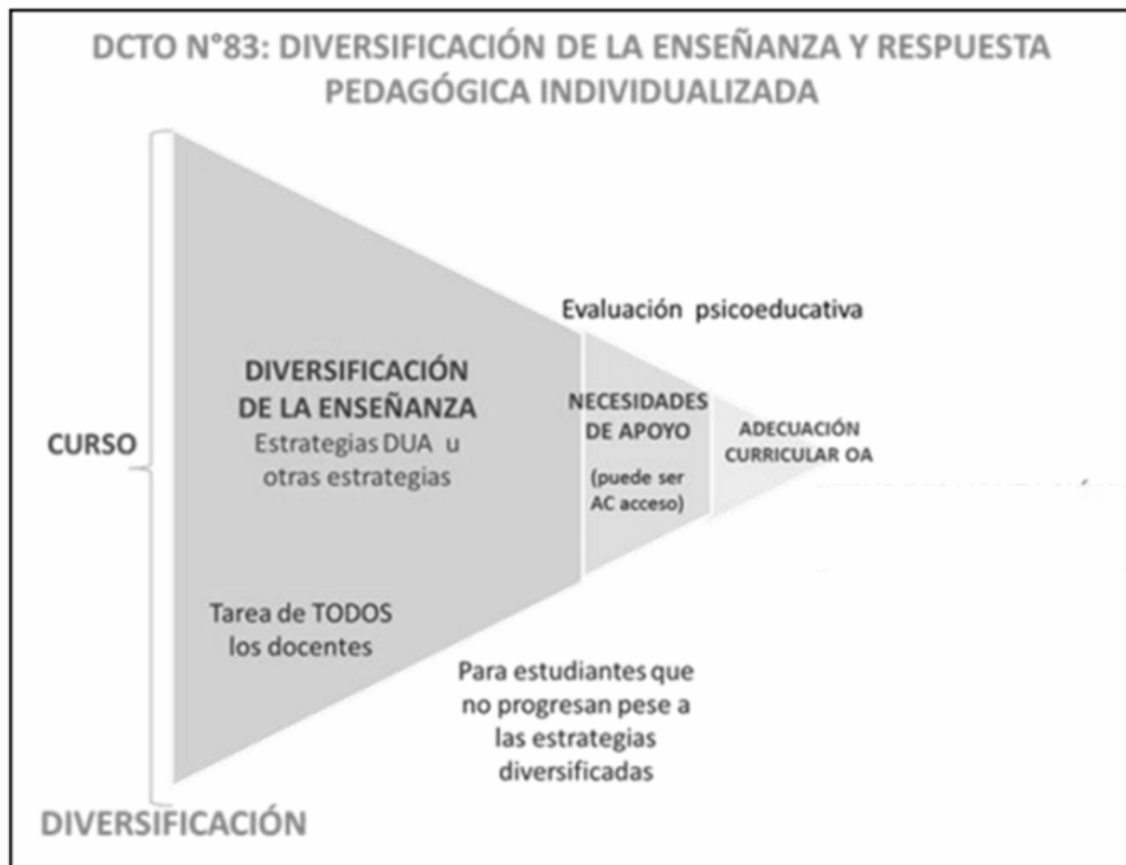 DCTO N°83: DIVERSIFICACIÓN DE LA ENSEÑANZA Y RESPUESTA
PEDAGÓGICA INDIVIDUALIZADA
Evaluación psicoeducativa
CURSO
DIVERSIFICACIÓN
DE LA ENSEÑANZA
Estrategias DUA u
otras estrategias
NECESIDADES
DE APOYO
(puede ser
AC acceso)
ADECUACIÓN
CURRICULAR OA
Tarea de TODOS
los docentes
Para estudiantes que
no progresan pese a
las estrategias
diversificadas
DIVERSIFICACIÓN